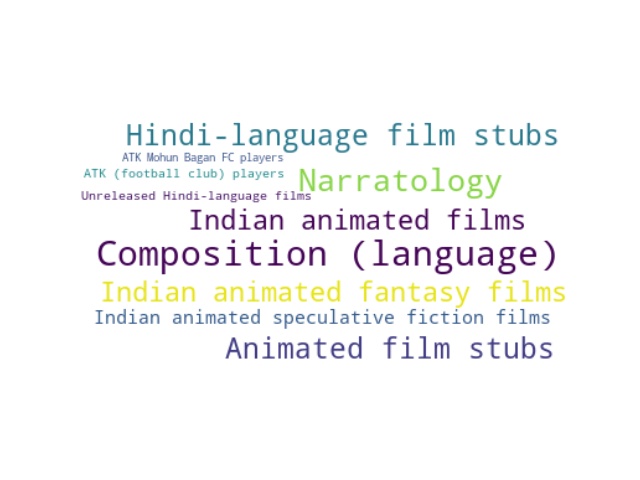 Hindi-language film stubs
ATK Mohun Bagan FC players
ATK (football club) players
Narratology
Unreleased Hindi-language films
Indian animated films
Composition (language)
Indian animated fantasy films
Indian animated speculative fiction films
Animated film stubs